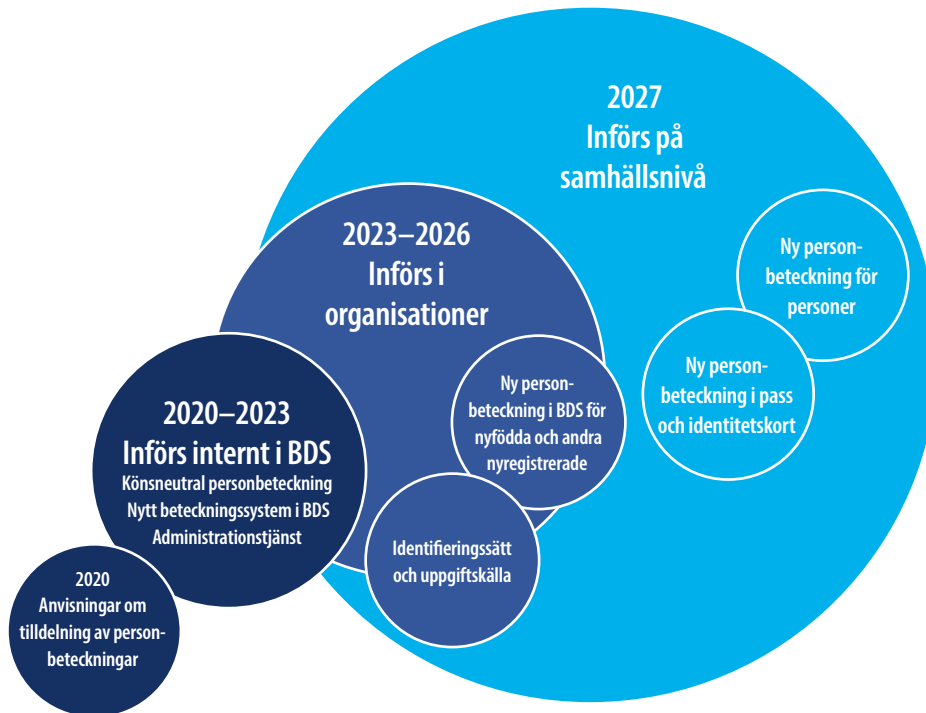 2027
Införs på
samhällsnivå
2023–2026
Införs i
organisationer
Ny person-
beteckning för
personer
Ny person-
beteckning i pass
och identitetskort
Ny person-
beteckning i BDS för
nyfödda och andra
nyregistrerade
2020–2023
Införs internt i BDS
Könsneutral personbeteckning
Nytt beteckningssystem i BDS
Administrationstjänst
Identifieringssätt
och uppgiftskälla
2020
Anvisningar om
tilldelning av person-
beteckningar